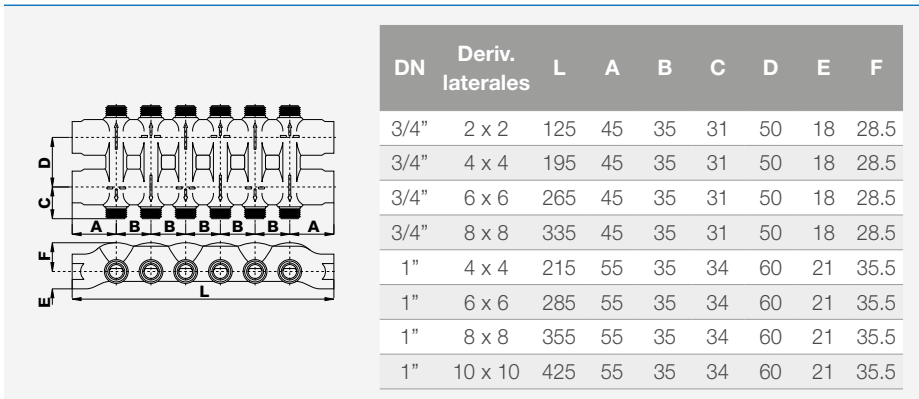 D
C
A B B B B B A
F
E
L
DN Deriv. laterales L A B C D E F
3/4” 2 x 2 125 45 35 31 50 18 28.5
3/4” 4 x 4 195 45 35 31 50 18 28.5
3/4” 6 x 6 265 45 35 31 50 18 28.5
3/4” 8 x 8 335 45 35 31 50 18 28.5
1” 4 x 4 215 55 35 34 60 21 35.5
1” 6 x 6 285 55 35 34 60 21 35.5
1” 8 x 8 355 55 35 34 60 21 35.5
1” 10 x 10 425 55 35 34 60 21 35.5